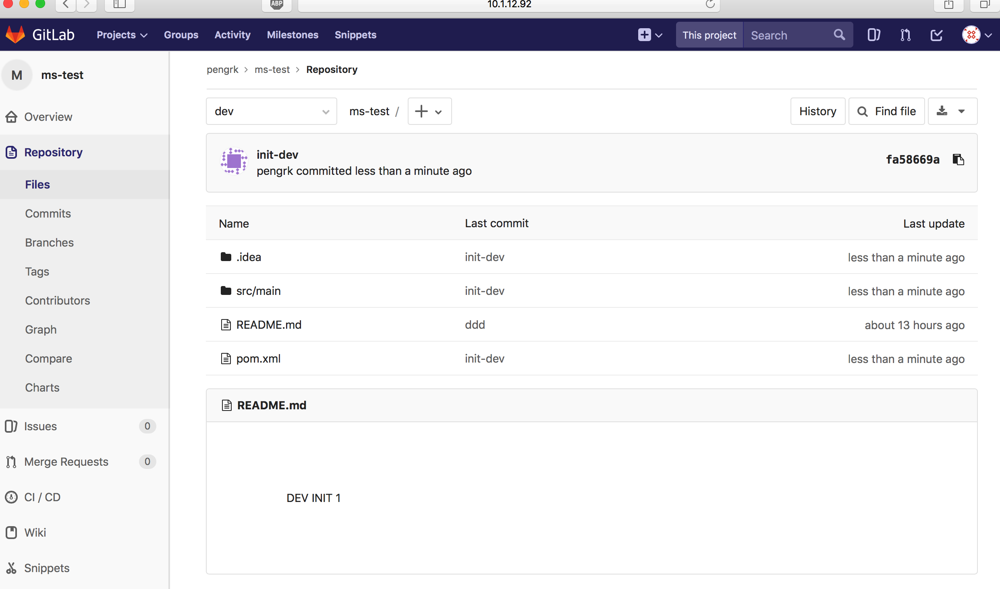 ABP
10.1.12.92
GitLab Projects Groups Activity Milestones Snippets This project Search
M ms-test
Overview
Repository
Files
Commits
Branches
Tags
Contributors
Graph
Compare
Charts
Issues 0
Merge Requests 0
CI / CD
Wiki
Snippets
pengrk > ms-test > Repository
dev ms-test / History Find file
init-dev
pengrk committed less than a minute ago
fa58669a
Name Last commit Last update
.idea init-dev less than a minute ago
src/main init-dev less than a minute ago
README.md ddd about 13 hours ago
pom.xml init-dev less than a minute ago
README.md
DEV INIT 1